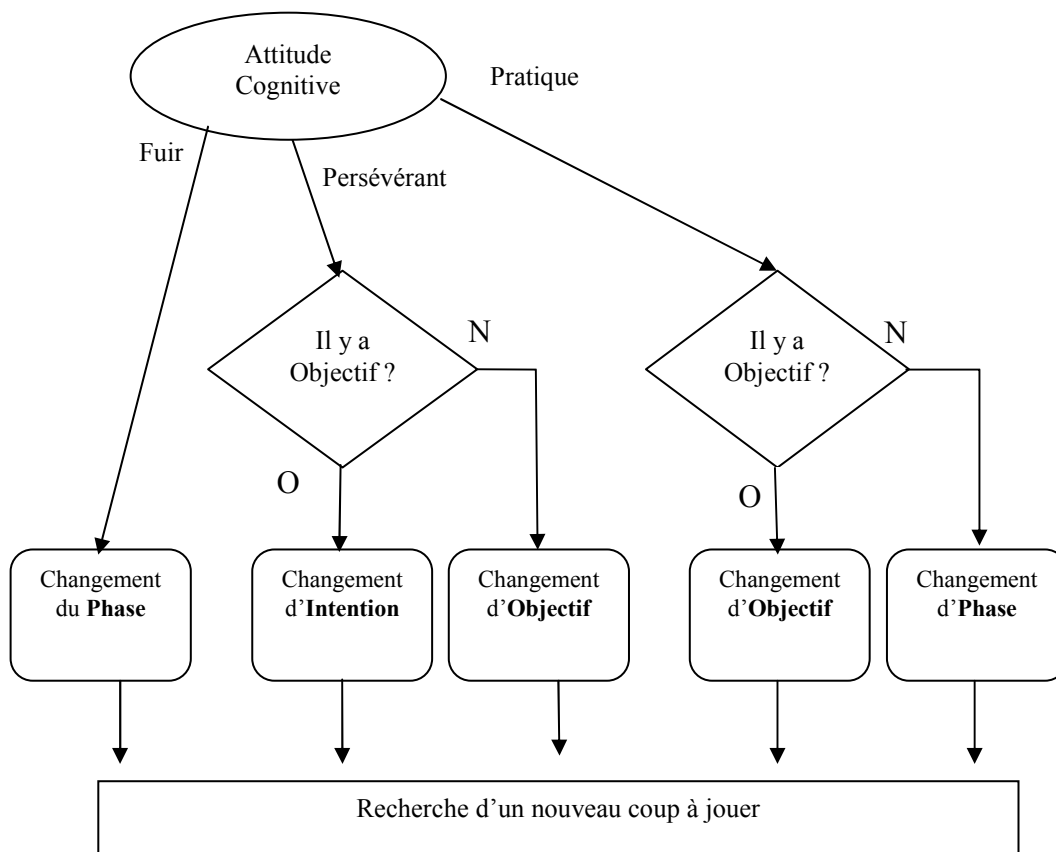 Attitude
Cognitive
Pratique
Fuir
Persévérant
Il y a
Objectif ?
N
O
Il y a
Objectif ?
N
O
Changement
du Phase
Changement
d’Intention
Changement
d’Objectif
Changement
d’Objectif
Changement
d’Phase
Recherche d’un nouveau coup à jouer